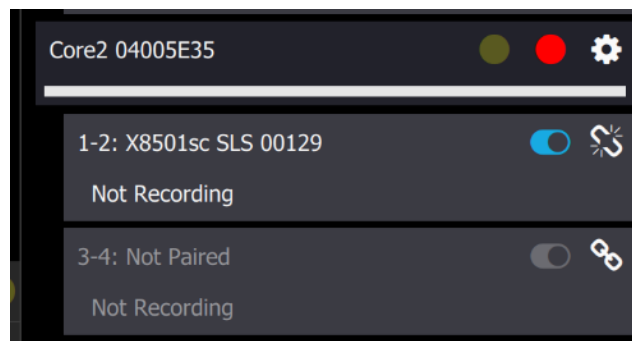 Core2 04005E35
1-2: X8501sc SLS 00129
Not Recording
3-4: Not Paired
Not Recording